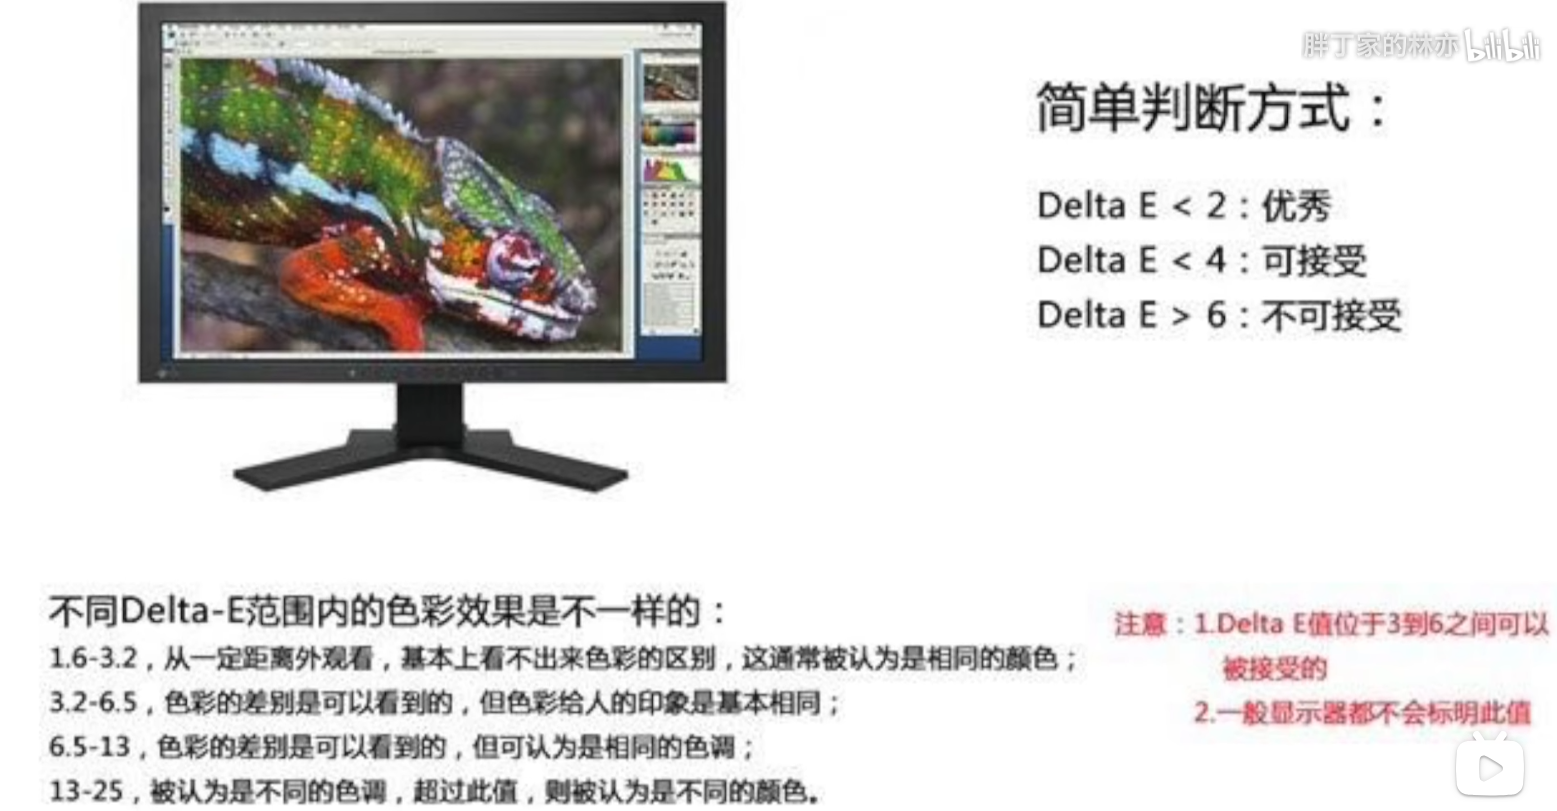 胖丁家的林亦 bilibili
简单判断方式：
Delta E < 2：优秀
Delta E < 4：可接受
Delta E > 6：不可接受
不同Delta-E范围内的色彩效果是不一样的：
1.6-3.2，从一定距离外观看，基本上看不出来色彩的区别，这通常被认为是相同的颜色；
3.2-6.5，色彩的差别是可以看到的，但色彩给人的印象是基本相同；
6.5-13，色彩的差别是可以看到的，但可认为是相同的色调；
13-25，被认为是不同的色调，超过此值，则被认为是不同的颜色。
注意：1.Delta E值位于3到6之间可以
被接受的
2.一般显示器都不会标明此值